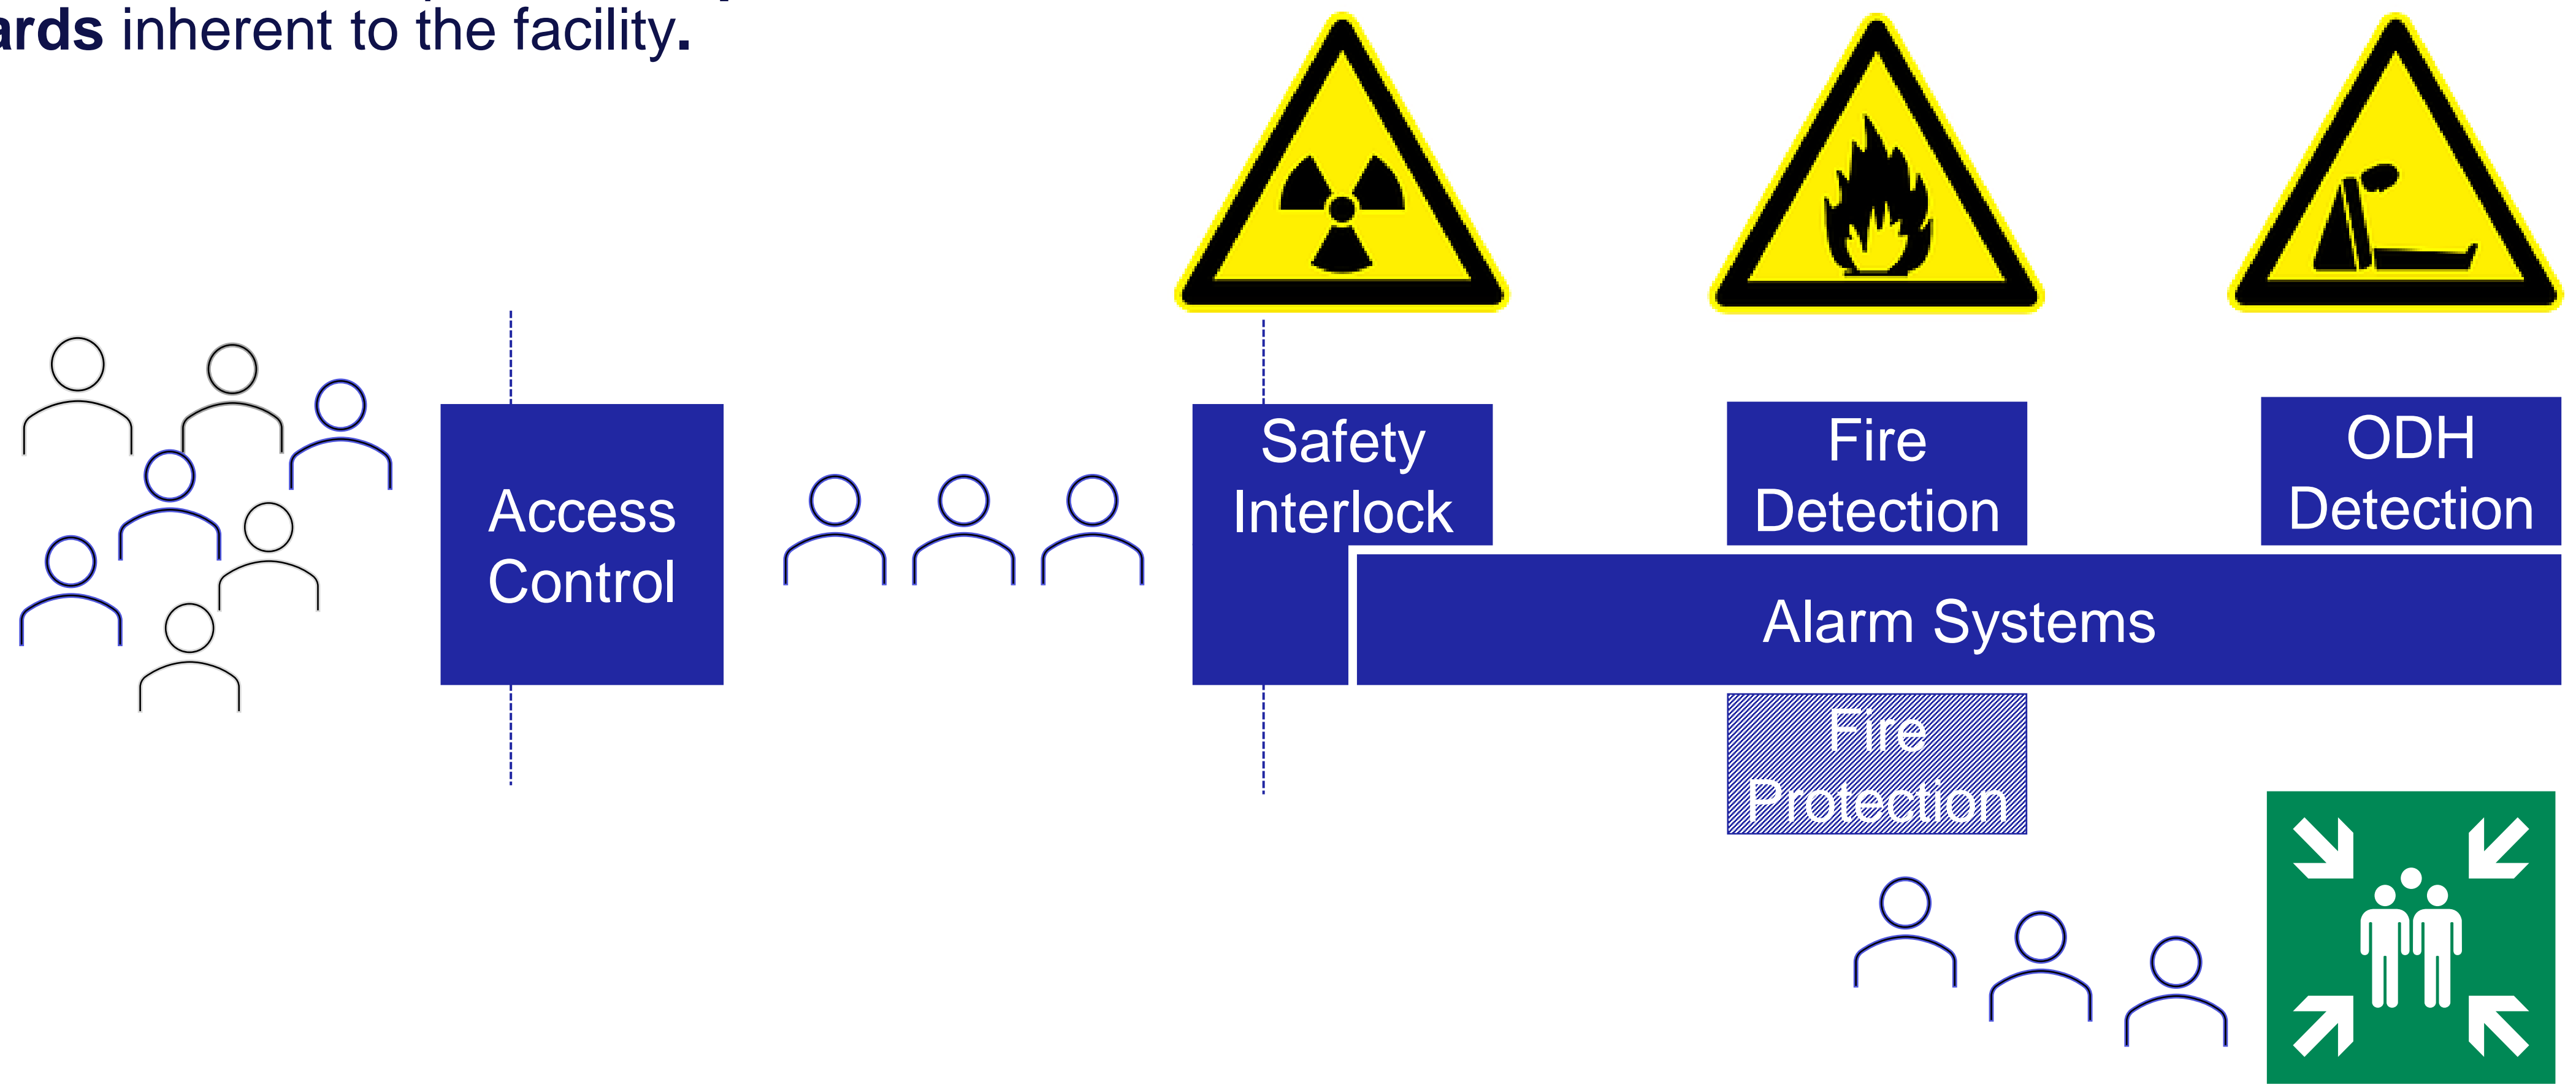 ards inherent to the facility.
Access
Control
Safety
Interlock
Fire
Detection
ODH
Detection
Alarm Systems
Fire
Protection